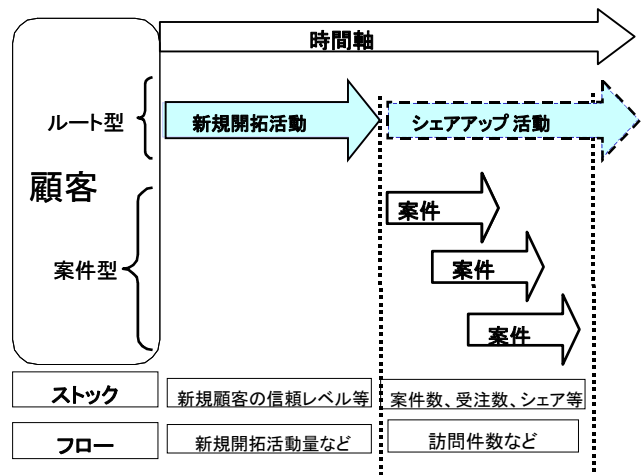 時間軸
ルート型
新規開拓活動
シェアアップ活動
顧客
案件
案件型
案件
案件
ストック
新規顧客の信頼レベル等
案件数、受注数、シェア等
フロー
新規開拓活動量など
訪問件数など